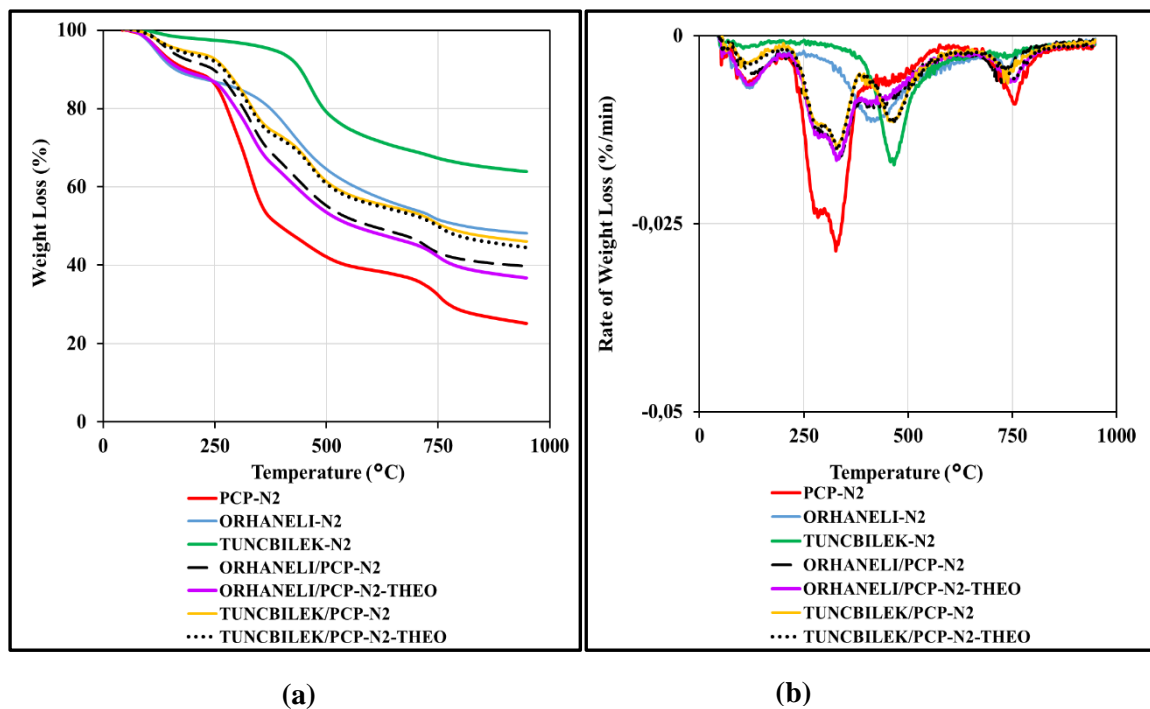 100
80
60
40
20
0
Weight Loss (%)
0 250 500 750 1000
Temperature (°C)
PCP-N2
ORHANELI-N2
TUNCBILEK-N2
ORHANELI/PCP-N2
ORHANELI/PCP-N2-THEO
TUNCBILEK/PCP-N2
TUNCBILEK/PCP-N2-THEO
(a)
0
-0,025
-0,05
Rate of Weight Loss (%/min)
0 250 500 750 1000
Temperature (°C)
PCP-N2
ORHANELI-N2
TUNCBILEK-N2
ORHANELI/PCP-N2
ORHANELI/PCP-N2-THEO
TUNCBILEK/PCP-N2
TUNCBILEK/PCP-N2-THEO
(b)